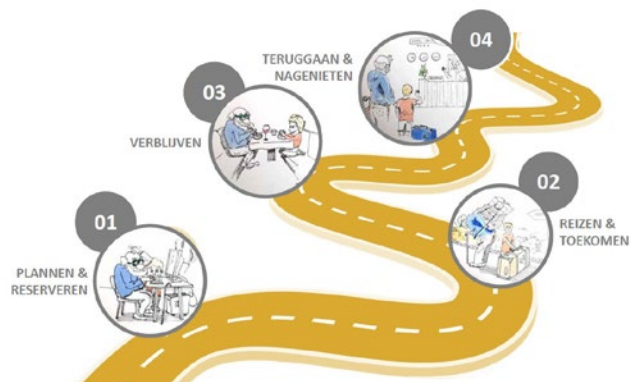 01
PLANNEN &
RESERVEREN
02
REIZEN &
TOEKOMEN
03
VERBLIJVEN
04
TERUGGAAN &
NAGENIETEN